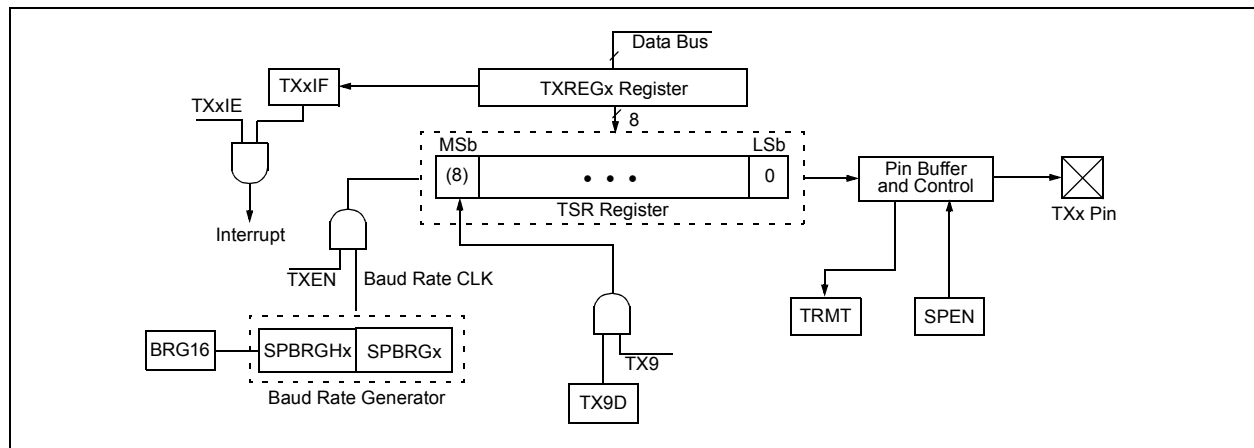 Data Bus
TXxIF
TXREGx Register
TXxIE
8
MSb
LSb
(8)
• • •
0
TSR Register
Pin Buffer
and Control
TXx Pin
Interrupt
TXEN
Baud Rate CLK
TRMT
SPEN
BRG16
SPBRGHx
SPBRGx
TX9
Baud Rate Generator
TX9D